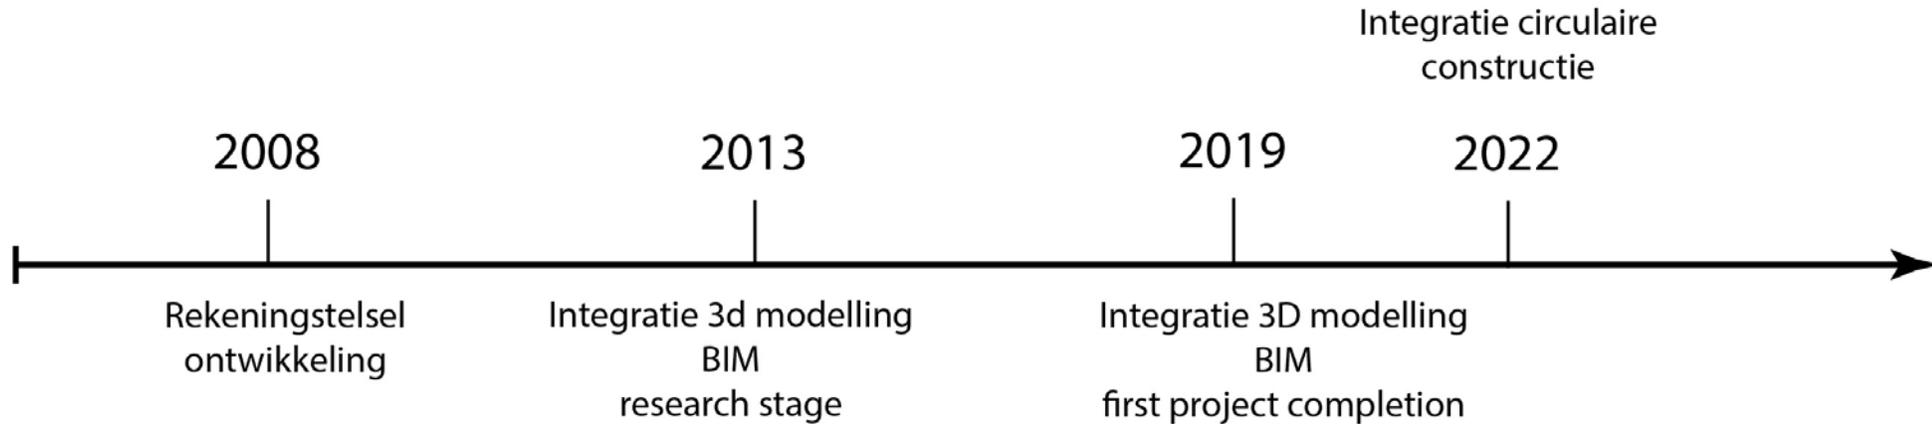 Integratie circulaire
constructie
2008
2013
2019
2022
Rekeningstelsel
ontwikkeling
Integratie 3d modelling
BIM
research stage
Integratie 3D modelling
BIM
first project completion